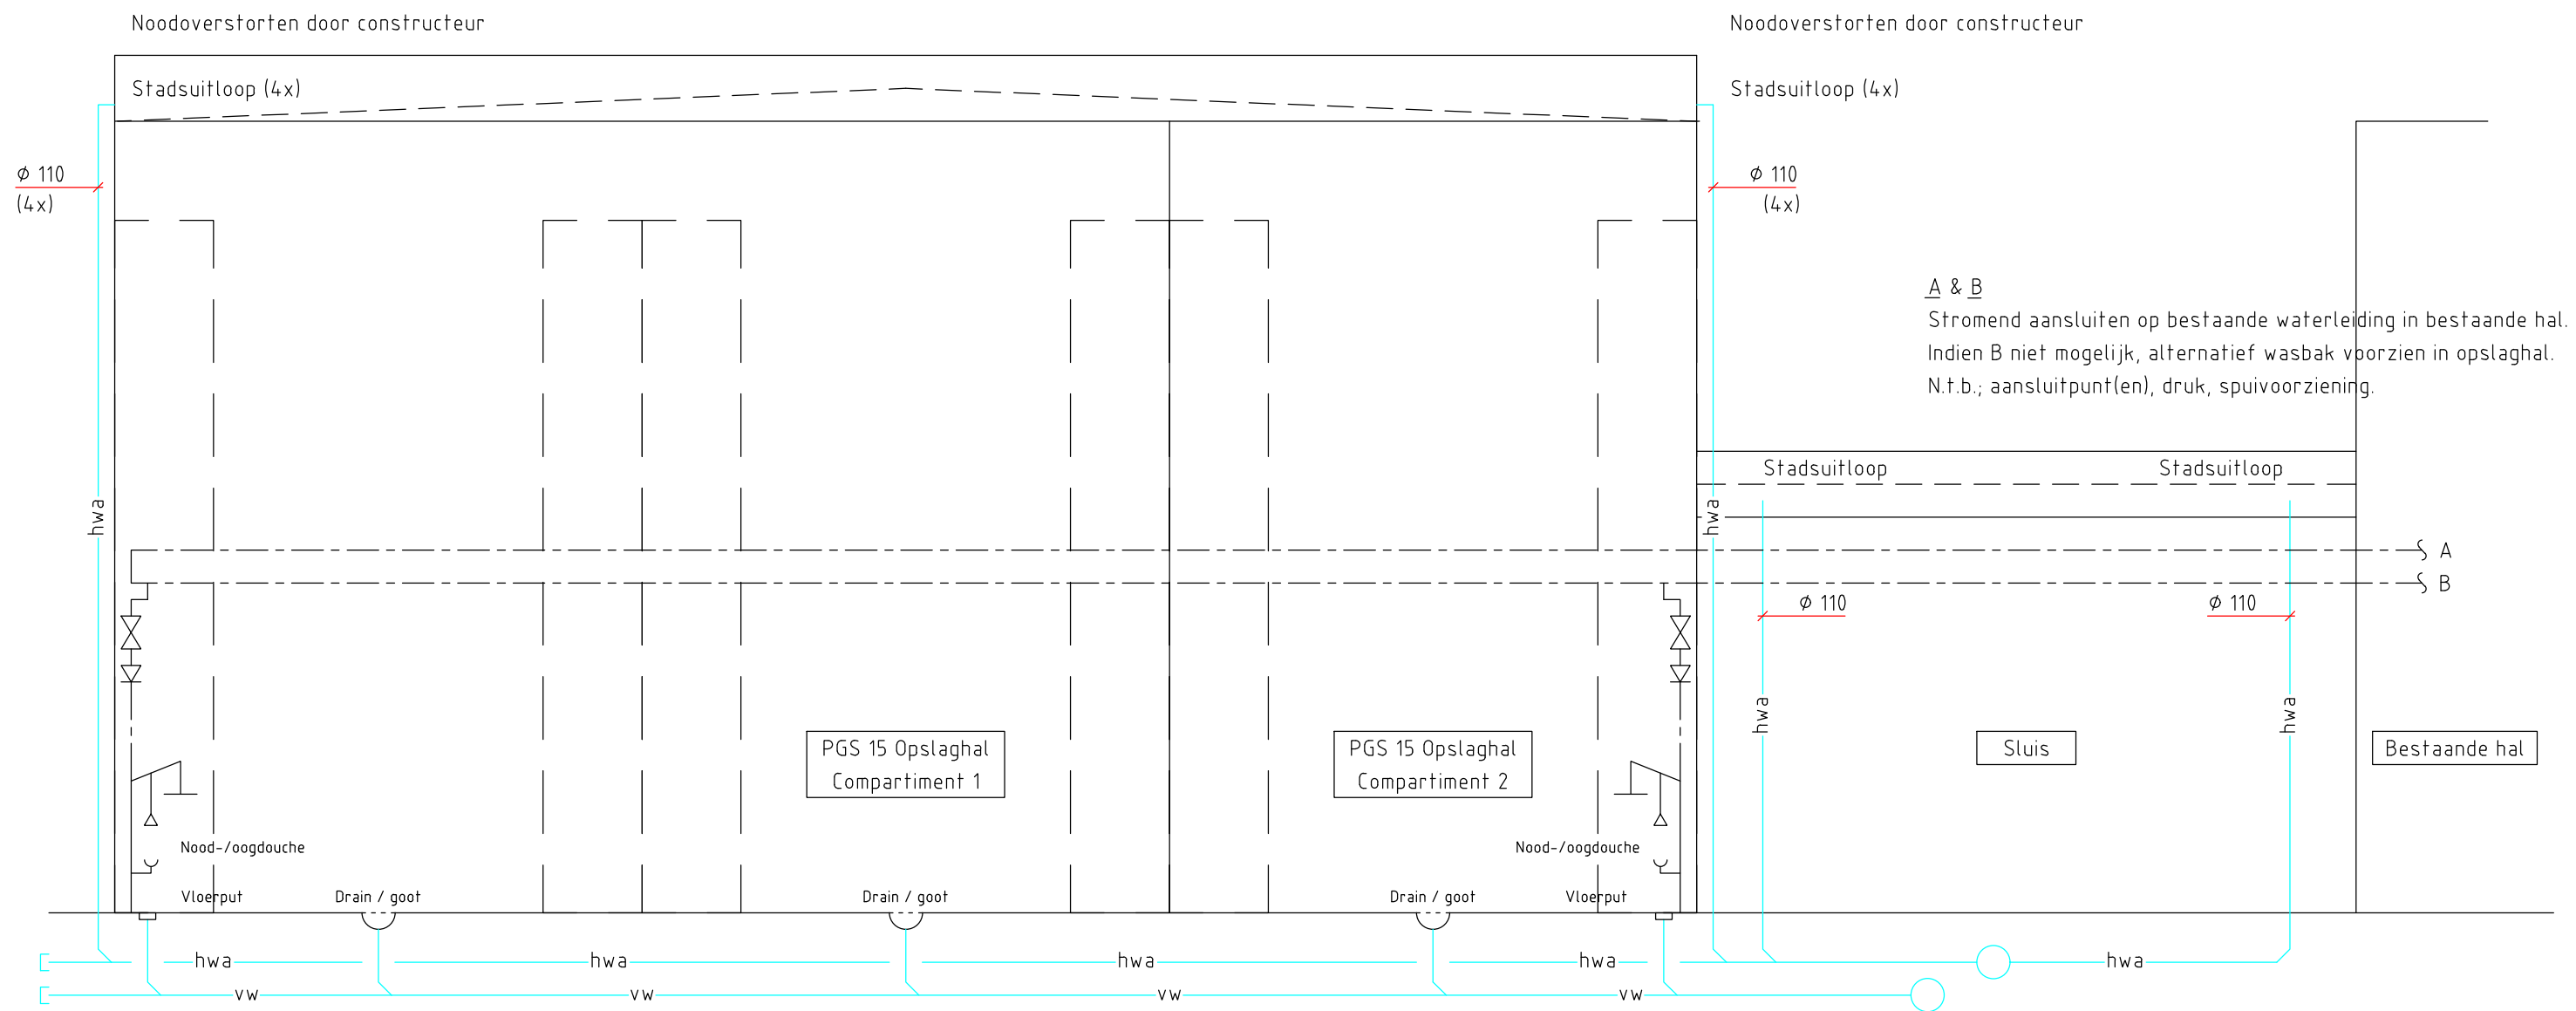 Noodoverstorten door constructeur
Noodoverstorten door constructeur
Stadsuitloop (4x)
Stadsuitloop (4x)
ϕ 110
(4x)
ϕ 110
(4x)
A & B
Stromend aansluiten op bestaande waterleiding in bestaande hal.
Indien B niet mogelijk, alternatief wasbak voorzien in opslaghal.
N.t.b.; aansluitpunt(en), druk, spuivoorziening.
Stadsuitloop
Stadsuitloop
hwa
hwa
A
B
ϕ 110
ϕ 110
hwa
hwa
PGS 15 Opslaghal
Compartiment 1
PGS 15 Opslaghal
Compartiment 2
Sluis
Bestaande hal
Nood-/oogdouche
Nood-/oogdouche
Vloerput
Drain / goot
Drain / goot
Drain / goot
Vloerput
hwa
hwa
hwa
hwa
hwa
vw
vw
vw
vw